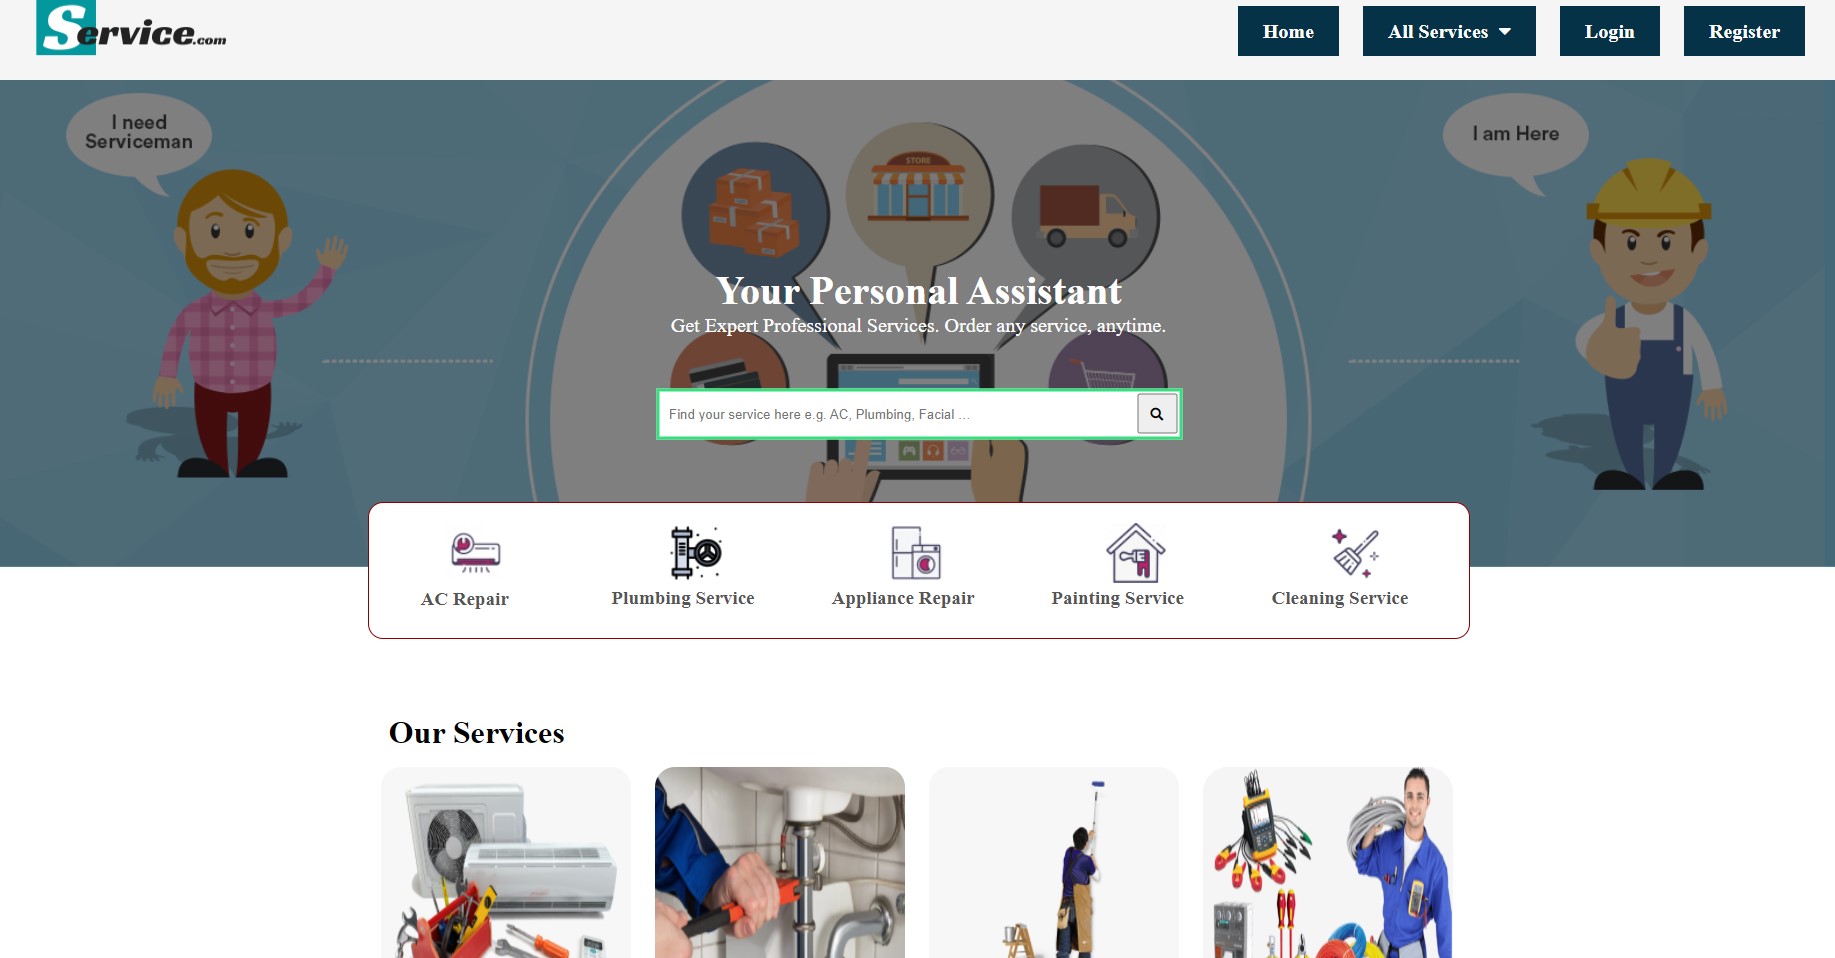 Service.com
Home
All Services
Login
Register
I need
Serviceman
I am Here
STORE
Your Personal Assistant
Get Expert Professional Services. Order any service, anytime.
Find your service here e.g. AC, Plumbing, Facial ...
AC Repair
Plumbing Service
Appliance Repair
Painting Service
Cleaning Service
Our Services